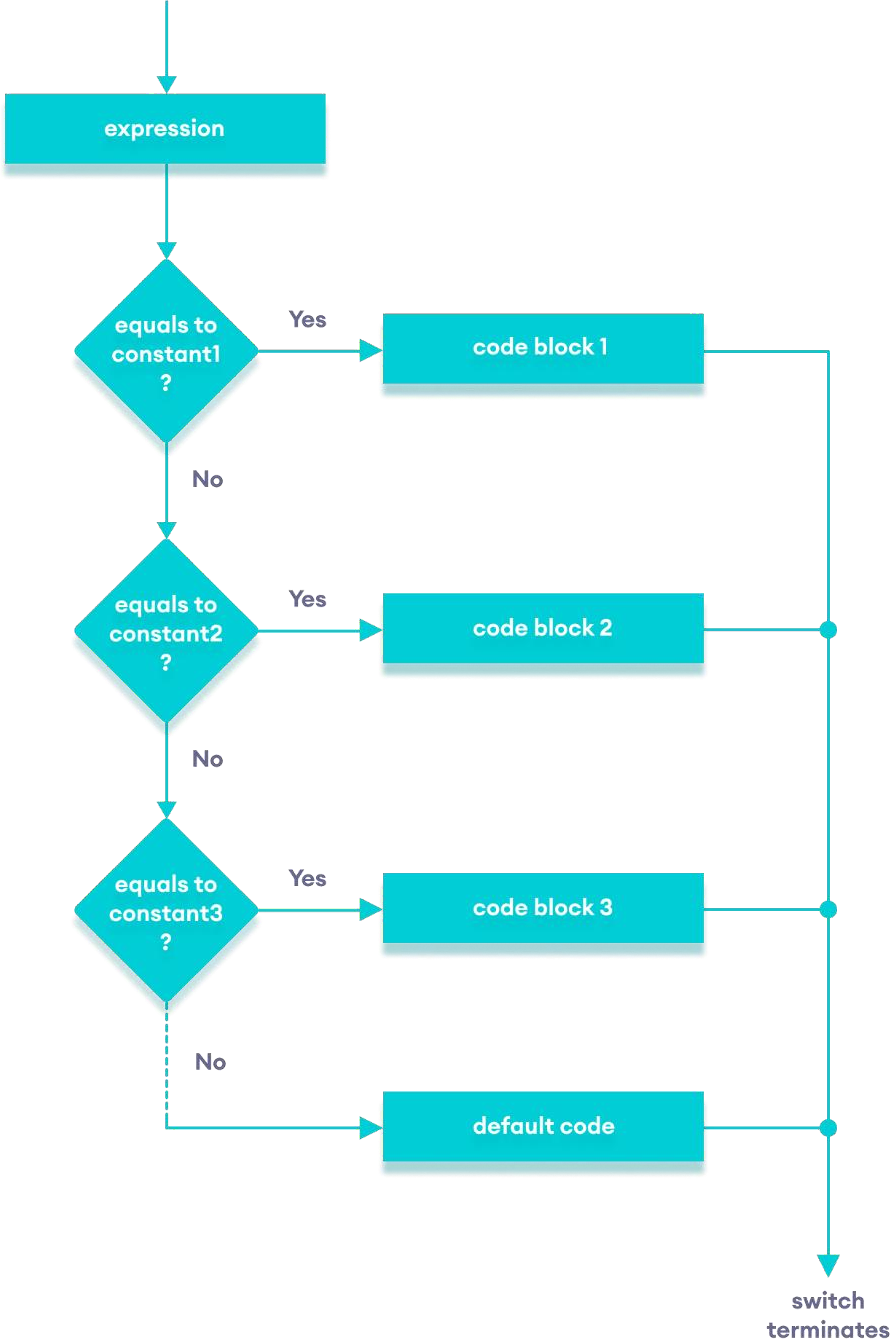 expression
equals to
constant1
?
Yes
code block 1
No
equals to
constant2
?
Yes
code block 2
No
equals to
constant3
?
Yes
code block 3
No
default code
switch
terminates